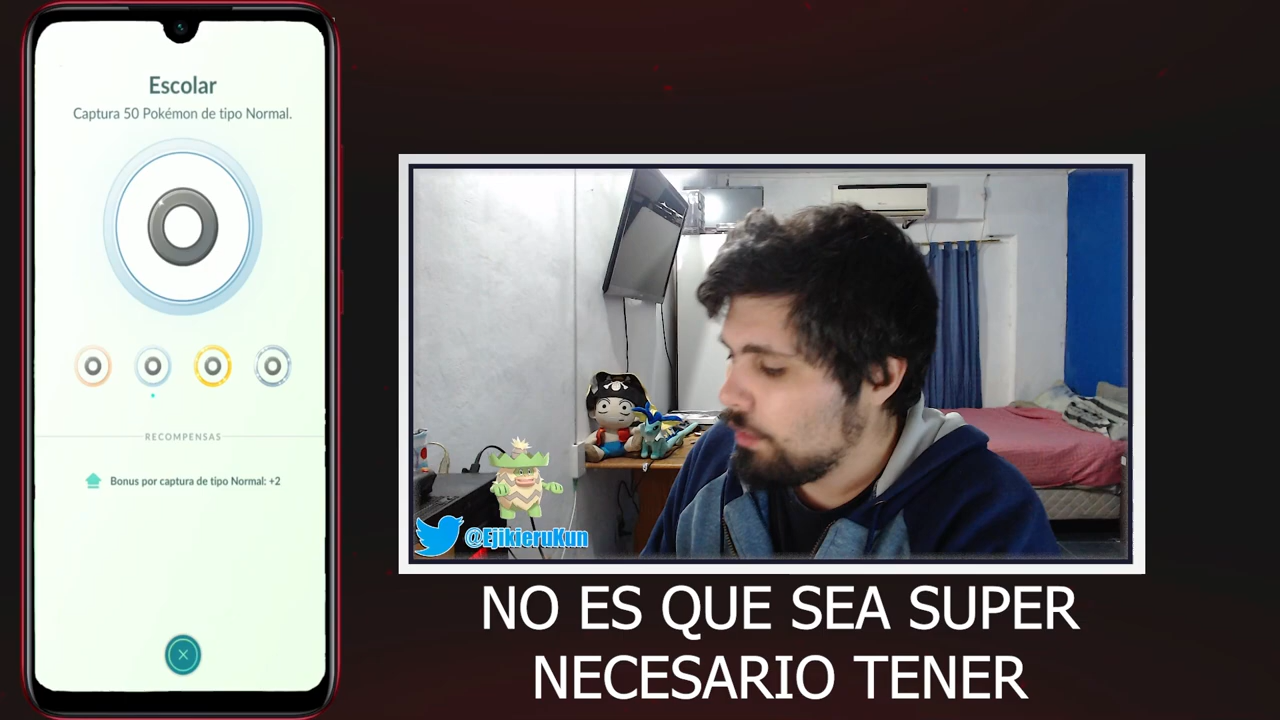 Escolar
Captura 50 Pokémon de tipo Normal.
RECOMPENSAS
Bonus por captura de tipo Normal: +2
@EjikieruKun
NO ES QUE SEA SUPER
NECESARIO TENER